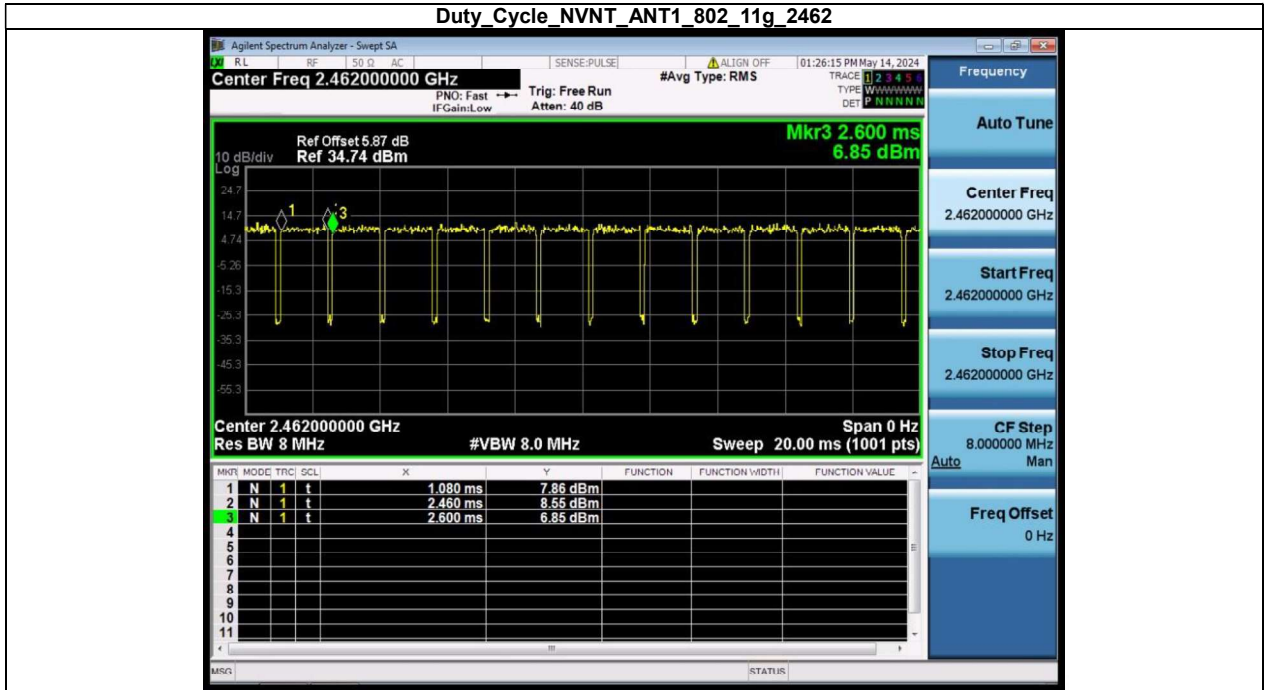 Duty_Cycle_NVNT_ANT1_802_11g_2462
Agilent Spectrum Analyzer - Swept SA
RL RF 50 Ω AC SENSE:PULSE ALIGN OFF 01:26:15 PM May 14, 2024
Center Freq 2.462000000 GHz #Avg Type: RMS TRACE 1 2 3 4 5 6
PNO: Fast Trig: Free Run TYPE WWWWWW
IFGain:Low Atten: 40 dB DET P N N N N N
Frequency
Auto Tune
Center Freq
2.462000000 GHz
Start Freq
2.462000000 GHz
Stop Freq
2.462000000 GHz
CF Step
8.000000 MHz
Auto Man
Freq Offset
0 Hz
Mkr3 2.600 ms
6.85 dBm
Ref Offset 5.87 dB
10 dB/div Ref 34.74 dBm
Log
24.7
14.7
4.74
-5.26
-15.3
-25.3
-35.3
-45.3
-55.3
1
3
Center 2.462000000 GHz Span 0 Hz
Res BW 8 MHz #VBW 8.0 MHz Sweep 20.00 ms (1001 pts)
MKR MODE TRC SCL X Y FUNCTION FUNCTION WIDTH FUNCTION VALUE
1 N 1 t 1.080 ms 7.86 dBm
2 N 1 t 2.460 ms 8.55 dBm
3 N 1 t 2.600 ms 6.85 dBm
4
5
6
7
8
9
10
11
MSG STATUS